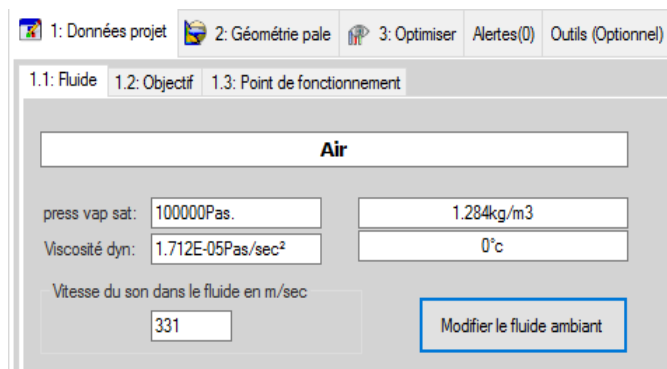 1: Données projet 2: Géométrie pale 3: Optimiser Alertes(0) Outils (Optionnel)
1.1: Fluide 1.2: Objectif 1.3: Point de fonctionnement
Air
press vap sat: 100000Pas. 1.284kg/m3
Viscosité dyn: 1.712E-05Pas/sec² 0°c
Vitesse du son dans le fluide en m/sec
331
Modifier le fluide ambiant